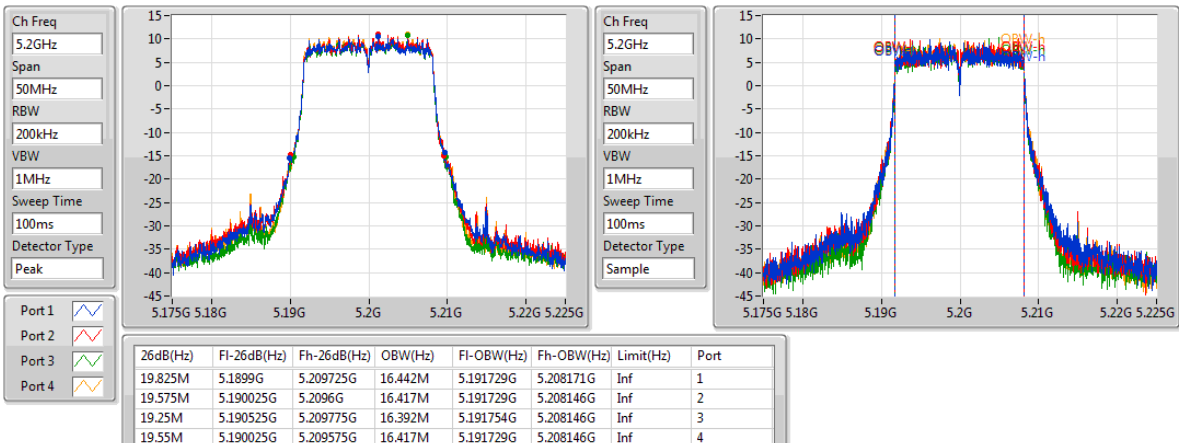 Ch Freq
5.2GHz
Span
50MHz
RBW
200kHz
VBW
1MHz
Sweep Time
100ms
Detector Type
Peak
15
10
5
0
-5
-10
-15
-20
-25
-30
-35
-40
-45
5.175G 5.18G 5.19G 5.2G 5.21G 5.22G 5.225G
Ch Freq
5.2GHz
Span
50MHz
RBW
200kHz
VBW
1MHz
Sweep Time
100ms
Detector Type
Sample
15
10
5
0
-5
-10
-15
-20
-25
-30
-35
-40
-45
OBW-h
5.175G 5.18G 5.19G 5.2G 5.21G 5.22G 5.225G
Port 1
Port 2
Port 3
Port 4
26dB(Hz) Fl-26dB(Hz) Fh-26dB(Hz) OBW(Hz) Fl-OBW(Hz) Fh-OBW(Hz) Limit(Hz) Port
19.825M 5.1899G 5.209725G 16.442M 5.191729G 5.208171G Inf 1
19.575M 5.190025G 5.2096G 16.417M 5.191729G 5.208146G Inf 2
19.25M 5.190525G 5.209775G 16.392M 5.191754G 5.208146G Inf 3
19.55M 5.190025G 5.209575G 16.417M 5.191729G 5.208146G Inf 4